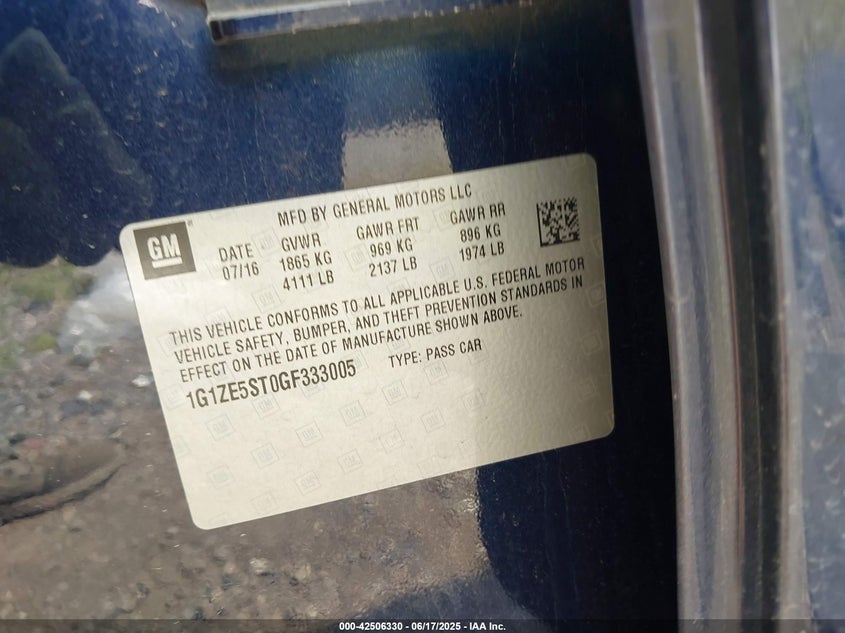 GM
MFD BY GENERAL MOTORS LLC
DATE GVWR GAWR FRT GAWR RR
07/16 1865 KG 969 KG 896 KG
4111 LB 2137 LB 1974 LB
THIS VEHICLE CONFORMS TO ALL APPLICABLE U.S. FEDERAL MOTOR
VEHICLE SAFETY, BUMPER, AND THEFT PREVENTION STANDARDS IN
EFFECT ON THE DATE OF MANUFACTURE SHOWN ABOVE.
1G1ZE5ST0GF333005 TYPE: PASS CAR
000-42506330 - 06/17/2025 - IAA Inc.